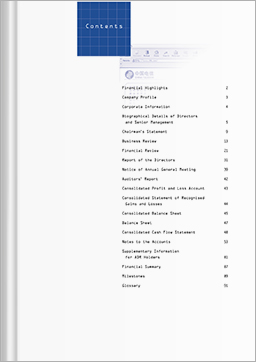 Contents
Financial Highlights 2
Company Profile 3
Corporate Information 4
Biographical Details of Directors
and Senior Management 5
Chairman's Statement 8
Business Review 13
Financial Review 21
Report of the Directors 31
Notice of Annual General Meeting 39
Auditors' Report 42
Consolidated Profit and Loss Account 43
Consolidated Statement of Recognised
Gains and Losses 44
Consolidated Balance Sheet 45
Balance Sheet 47
Consolidated Cash Flow Statement 48
Notes to the Accounts 53
Supplementary Information
for ADR Holders 81
Financial Summary 87
Milestones 89
Glossary 91